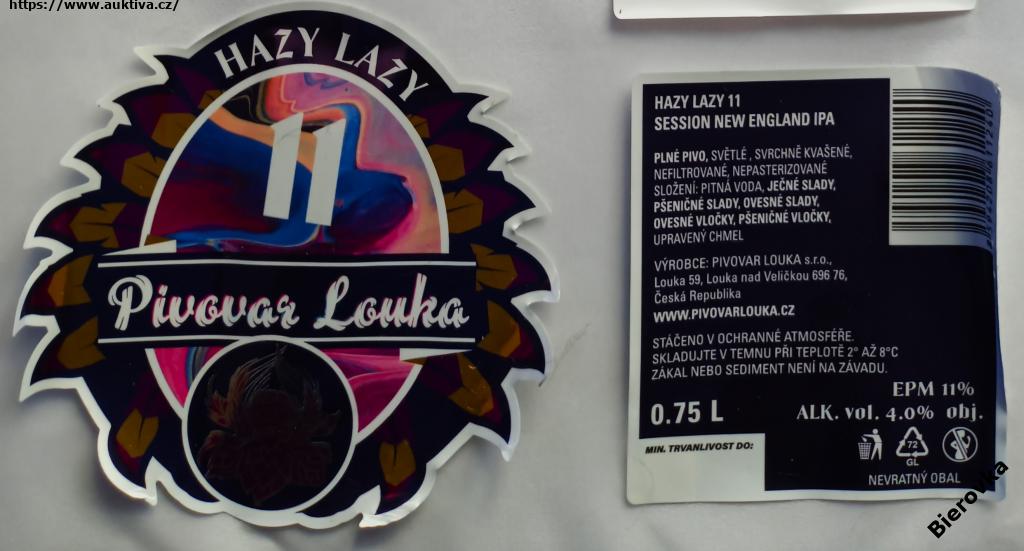 https://www.auktiva.cz/
HAZY LAZY
11
Pivovar Louka
HAZY LAZY 11
SESSION NEW ENGLAND IPA
PLNÉ PIVO, SVĚTLÉ , SVRCHNĚ KVAŠENÉ,
NEFILTROVANÉ, NEPASTERIZOVANÉ
SLOŽENÍ: PITNÁ VODA, JEČNÉ SLADY,
PŠENIČNÉ SLADY, OVESNÉ SLADY,
OVESNÉ VLOČKY, PŠENIČNÉ VLOČKY,
UPRAVENÝ CHMEL
VÝROBCE: PIVOVAR LOUKA s.r.o.,
Louka 59, Louka nad Veličkou 696 76,
Česká Republika
WWW.PIVOVARLOUKA.CZ
STÁČENO V OCHRANNÉ ATMOSFÉŘE.
SKLADUJTE V TEMNU PŘI TEPLOTĚ 2° AŽ 8°C
ZÁKAL NEBO SEDIMENT NENÍ NA ZÁVADU.
EPM 11%
0.75 L
ALK. vol. 4.0% obj.
MIN. TRVANLIVOST DO:
72
GL
NEVRATNÝ OBAL
Bierovka